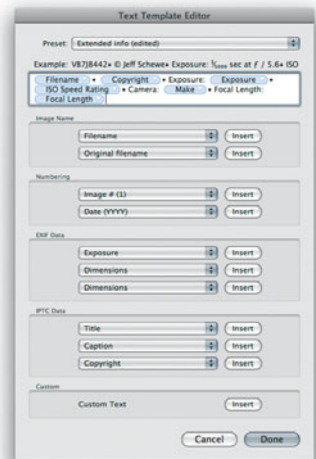 Text Template Editor
Preset: Extended info (edited)
Example: VB7J8442• © Jeff Schewe• Exposure: sec at ƒ / 5.6• ISO
Filename • Copyright • Exposure: Exposure •
ISO Speed Rating • Camera: Make • Focal Length:
Focal Length
Image Name
Filename Insert
Original filename Insert
Numbering
Image # (1) Insert
Date (YYYY) Insert
EXIF Data
Exposure Insert
Dimensions Insert
Dimensions Insert
IPTC Data
Title Insert
Caption Insert
Copyright Insert
Custom
Custom Text Insert
Cancel Done